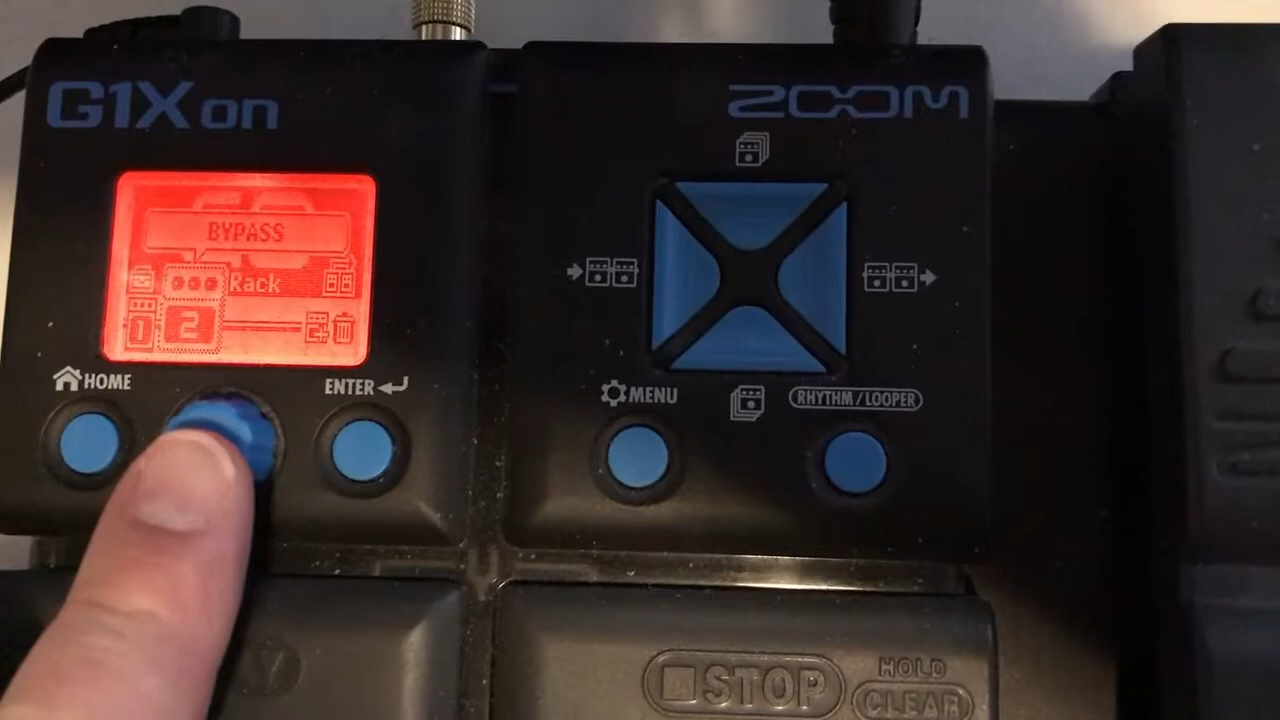 G1X on
ZOOM
BYPASS
Rack
1
2
HOME
ENTER
MENU
RHYTHM / LOOPER
STOP
HOLD
CLEAR